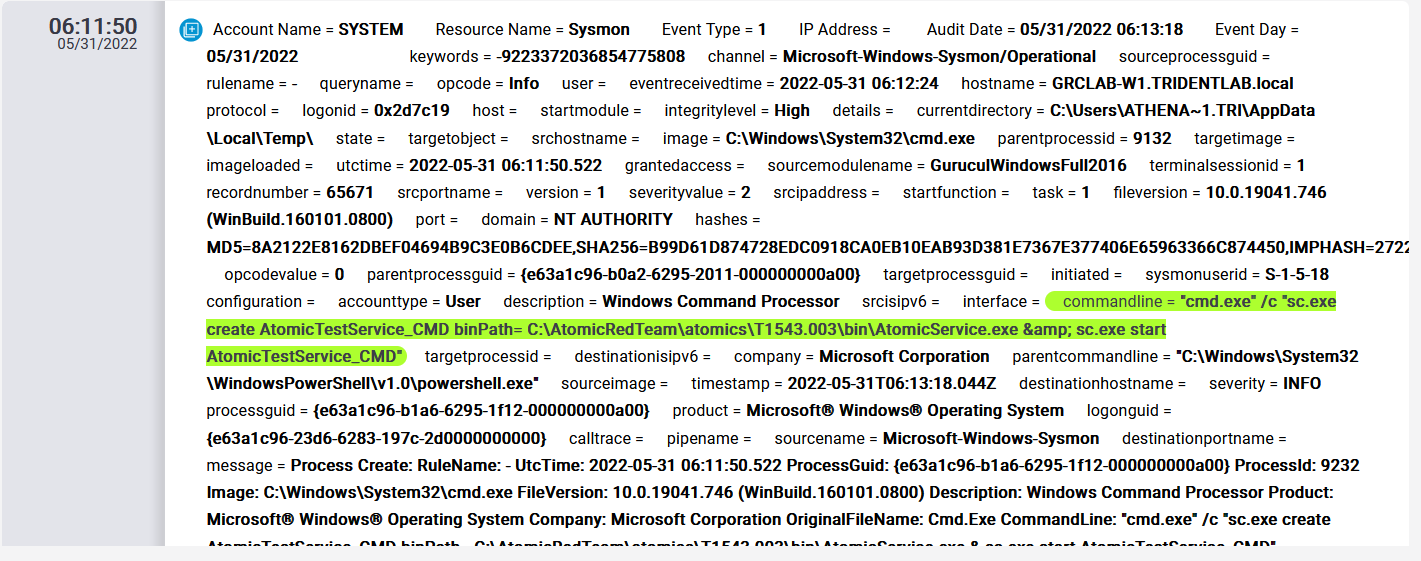 06:11:50
05/31/2022
Account Name = SYSTEM Resource Name = Sysmon Event Type = 1 IP Address = Audit Date = 05/31/2022 06:13:18 Event Day =
05/31/2022 keywords = -9223372036854775808 channel = Microsoft-Windows-Sysmon/Operational sourceprocessguid =
rulename = - queryname = opcode = Info user = eventreceivedtime = 2022-05-31 06:12:24 hostname = GRCLAB-W1.TRIDENTLAB.local
protocol = logonid = 0x2d7c19 host = startmodule = integritylevel = High details = currentdirectory = C:\Users\ATHENA~1.TRI\AppData
\Local\Temp\ state = targetobject = srchostname = image = C:\Windows\System32\cmd.exe parentprocessid = 9132 targetimage =
imageloaded = utctime = 2022-05-31 06:11:50.522 grantedaccess = sourcemodulename = GuruculWindowsFull2016 terminalsessionid = 1
recordnumber = 65671 srcportname = version = 1 severityvalue = 2 srcipaddress = startfunction = task = 1 fileversion = 10.0.19041.746
(WinBuild.160101.0800) port = domain = NT AUTHORITY hashes =
MD5=8A2122E8162DBEF04694B9C3E0B6CDEE,SHA256=B99D61D874728EDC0918CA0EB10EAB93D381E7367E377406E65963366C874450,IMPHASH=2722
opcodevalue = 0 parentprocessguid = {e63a1c96-b0a2-6295-2011-000000000a00} targetprocessguid = initiated = sysmonuserid = S-1-5-18
configuration = accounttype = User description = Windows Command Processor srcisipv6 = interface = commandline = "cmd.exe" /c "sc.exe
create AtomicTestService_CMD binPath= C:\AtomicRedTeam\atomics\T1543.003\bin\AtomicService.exe &amp; sc.exe start
AtomicTestService_CMD" targetprocessid = destinationisipv6 = company = Microsoft Corporation parentcommandline = "C:\Windows\System32
\WindowsPowerShell\v1.0\powershell.exe" sourceimage = timestamp = 2022-05-31T06:13:18.044Z destinationhostname = severity = INFO
processguid = {e63a1c96-b1a6-6295-1f12-000000000a00} product = Microsoft® Windows® Operating System logonguid =
{e63a1c96-23d6-6283-197c-2d0000000000} calltrace = pipename = sourcename = Microsoft-Windows-Sysmon destinationportname =
message = Process Create: RuleName: - UtcTime: 2022-05-31 06:11:50.522 ProcessGuid: {e63a1c96-b1a6-6295-1f12-000000000a00} ProcessId: 9232
Image: C:\Windows\System32\cmd.exe FileVersion: 10.0.19041.746 (WinBuild.160101.0800) Description: Windows Command Processor Product:
Microsoft® Windows® Operating System Company: Microsoft Corporation OriginalFileName: Cmd.Exe CommandLine: "cmd.exe" /c "sc.exe create
AtomicTestService_CMD binPath= C:\AtomicRedTeam\atomics\T1543.003\bin\AtomicService.exe & sc.exe start AtomicTestService_CMD"